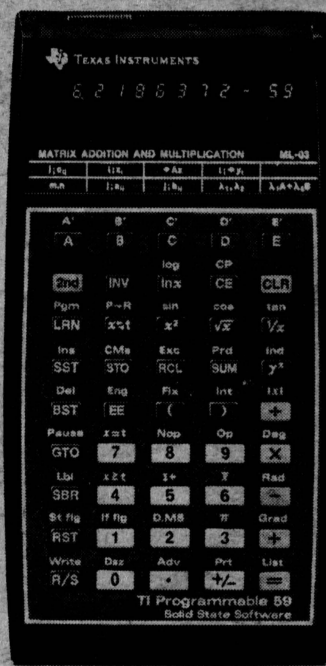 TEXAS INSTRUMENTS
6.2186372-59
MATRIX ADDITION AND MULTIPLICATION ML-03
m,n λ₁,λ₂ λ₁A+λ₂B
A' B' C' D' E'
A B C D E
log CP
2nd INV lnx CE CLR
Pgm P→R sin cos tan
LRN x⇄t x² √x 1/x
Ins CMs Exc Prd Ind
SST STO RCL SUM yˣ
Del Eng Fix Int |x|
BST EE ( ) ÷
Pause x=t Nop Op Deg
GTO 7 8 9 X
Lbl x≥t Σ+ x̄ Rad
SBR 4 5 6 −
St flg If flg D.MS π Grad
RST 1 2 3 +
Write Dsz Adv Prt List
R/S 0 . +/− =
TI Programmable 59
Solid State Software